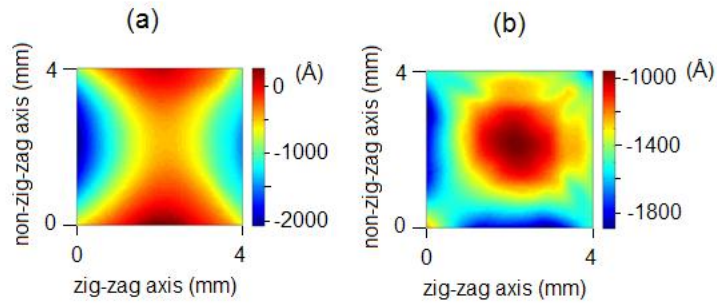 (a)
(b)
non-zig-zag axis (mm)
4
0
0
4
zig-zag axis (mm)
(Å)
0
-1000
-2000
non-zig-zag axis (mm)
4
0
0
4
zig-zag axis (mm)
(Å)
-1000
-1400
-1800